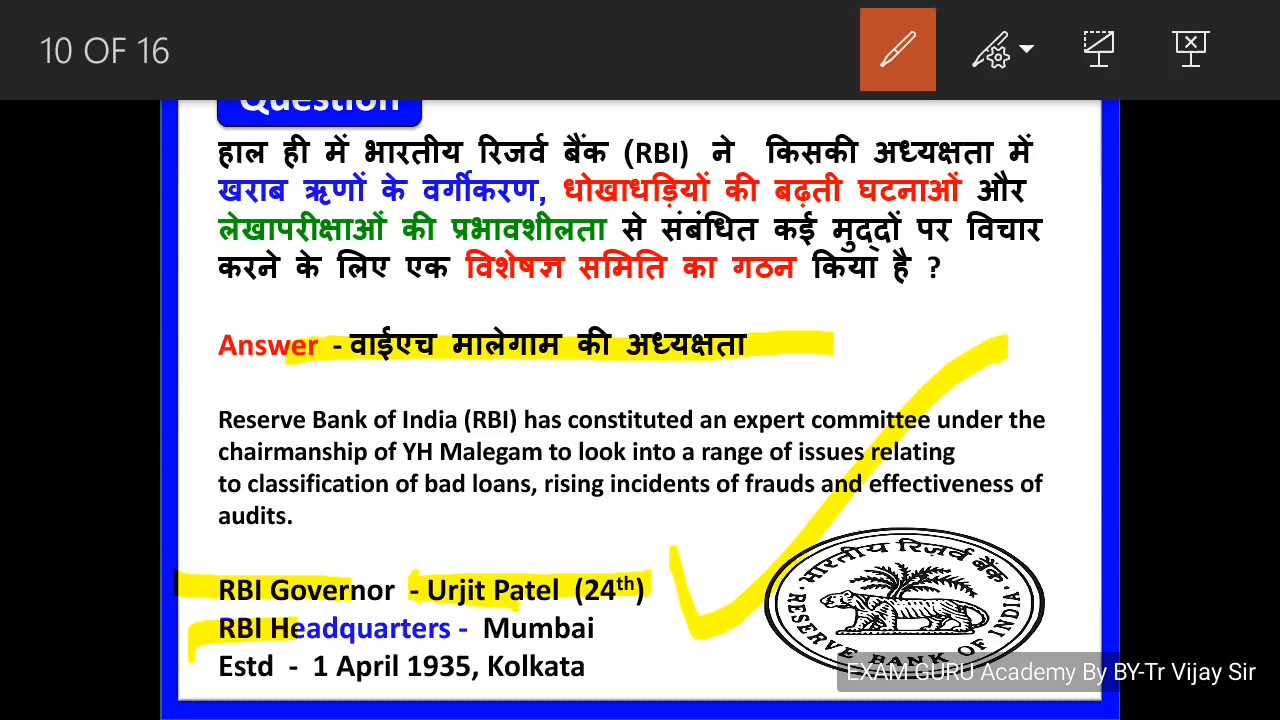 10 OF 16
Question
हाल ही में भारतीय रिजर्व बैंक (RBI) ने किसकी अध्यक्षता में
खराब ऋणों के वर्गीकरण, धोखाधड़ियों की बढ़ती घटनाओं और
लेखापरीक्षाओं की प्रभावशीलता से संबंधित कई मुद्दों पर विचार
करने के लिए एक विशेषज्ञ समिति का गठन किया है ?
Answer - वाईएच मालेगाम की अध्यक्षता
Reserve Bank of India (RBI) has constituted an expert committee under the
chairmanship of YH Malegam to look into a range of issues relating
to classification of bad loans, rising incidents of frauds and effectiveness of
audits.
RBI Governor - Urjit Patel (24th)
RBI Headquarters - Mumbai
Estd - 1 April 1935, Kolkata
भारतीय रिज़र्व बैंक
RESERVE BANK OF INDIA
EXAM GURU Academy By BY-Tr Vijay Sir